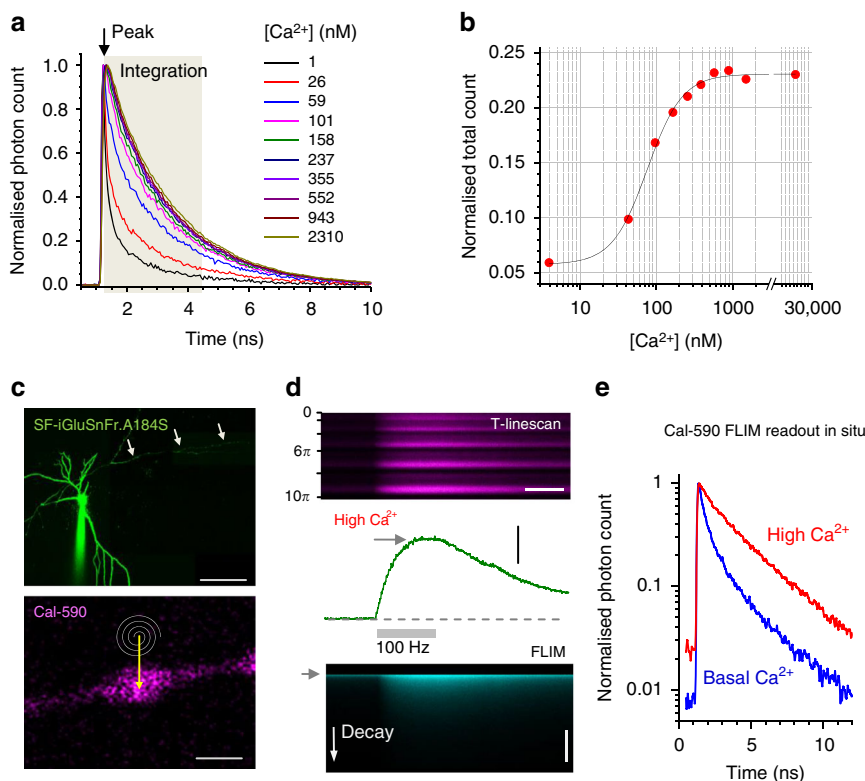 a
Peak
[Ca²⁺] (nM)
Integration
1
26
59
101
158
237
355
552
943
2310
1.0
0.8
0.6
0.4
0.2
0.0
Normalised photon count
2
4
6
8
10
Time (ns)
b
0.25
0.20
0.15
0.10
0.05
Normalised total count
10
100
1000
30,000
[Ca²⁺] (nM)
c
SF-iGluSnFr.A184S
Cal-590
d
0
6π
10π
T-linescan
High Ca²⁺
100 Hz
FLIM
Decay
e
Cal-590 FLIM readout in situ
1
0.1
0.01
Normalised photon count
High Ca²⁺
Basal Ca²⁺
0
5
10
Time (ns)